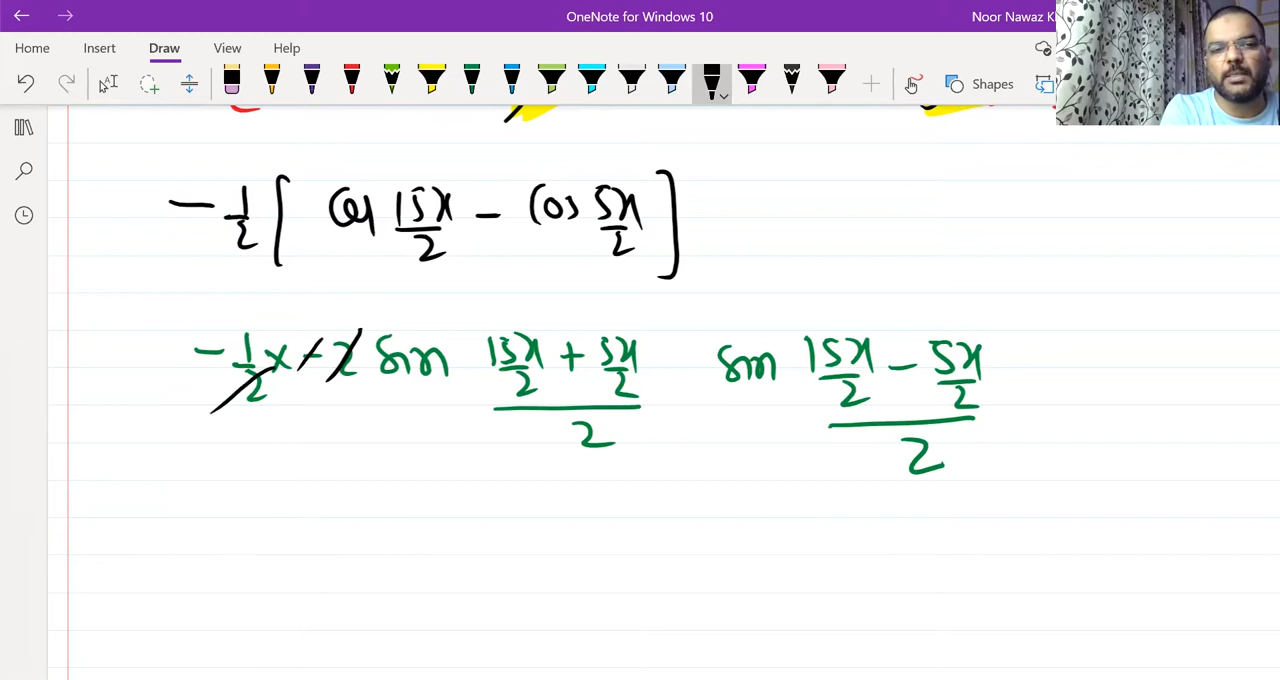 OneNote for Windows 10
Noor Nawaz K
Home Insert Draw View Help
Shapes
- 1/2 [ Cos 15x/2 - Cos 5x/2 ]
- 1/2 x - 2 Sin (15x/2 + 5x/2)/2 Sin (15x/2 - 5x/2)/2